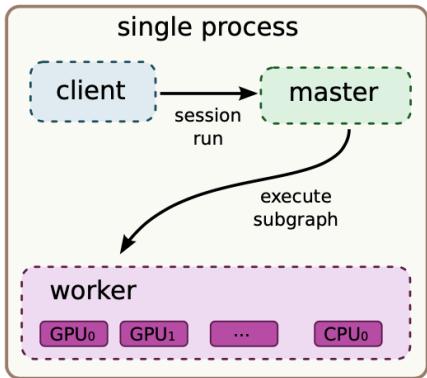 single process
client
master
session
run
execute
subgraph
worker
GPU₀ GPU₁ ... CPU₀